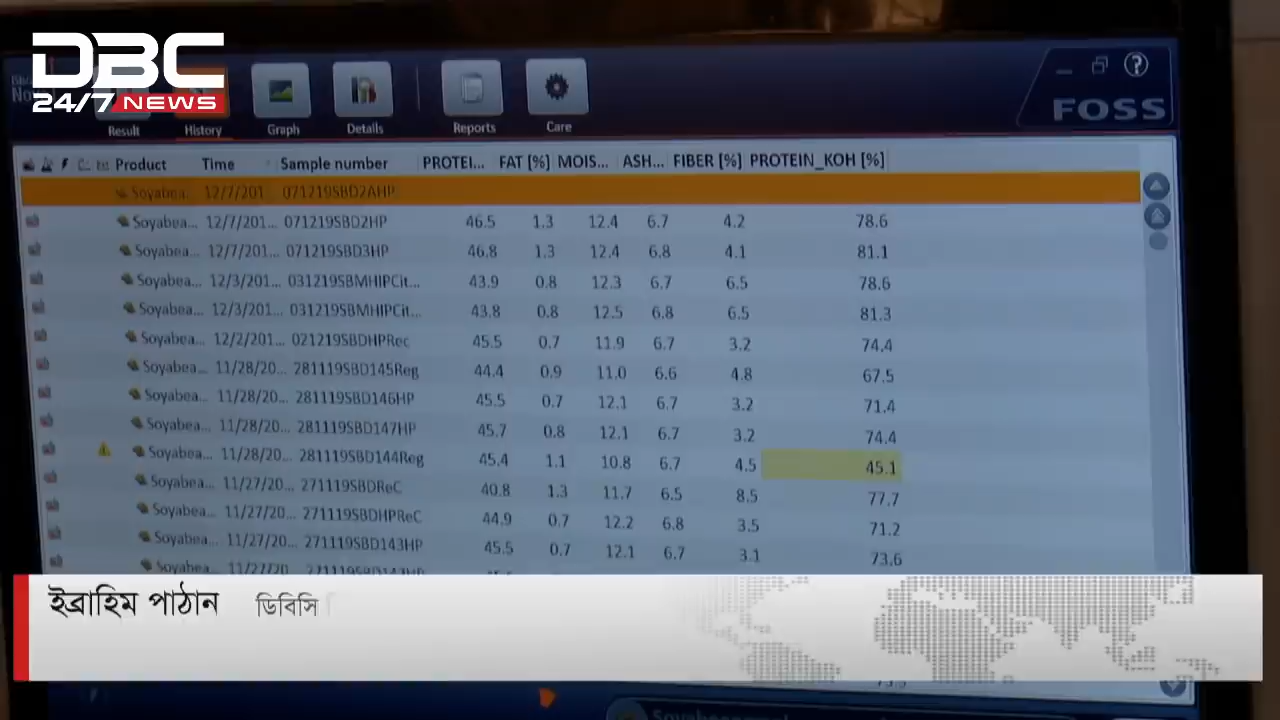 DBC
24/7 NEWS
FOSS
Result History Graph Details Reports Care
Product Time Sample number PROTEI... FAT [%] MOIS... ASH... FIBER [%] PROTEIN_KOH [%]
Soyabea... 12/7/201... 071219SBD2AHP
Soyabea... 12/7/201... 071219SBD2HP 46.5 1.3 12.4 6.7 4.2 78.6
Soyabea... 12/7/201... 071219SBD3HP 46.8 1.3 12.4 6.8 4.1 81.1
Soyabea... 12/3/201... 031219SBMHIPCit... 43.9 0.8 12.3 6.7 6.5 78.6
Soyabea... 12/3/201... 031219SBMHIPCit... 43.8 0.8 12.5 6.8 6.5 81.3
Soyabea... 12/2/201... 021219SBDHPRec 45.5 0.7 11.9 6.7 3.2 74.4
Soyabea... 11/28/20... 281119SBD145Reg 44.4 0.9 11.0 6.6 4.8 67.5
Soyabea... 11/28/20... 281119SBD146HP 45.5 0.7 12.1 6.7 3.2 71.4
Soyabea... 11/28/20... 281119SBD147HP 45.7 0.8 12.1 6.7 3.2 74.4
Soyabea... 11/28/20... 281119SBD144Reg 45.4 1.1 10.8 6.7 4.5 45.1
Soyabea... 11/27/20... 271119SBDReC 40.8 1.3 11.7 6.5 8.5 77.7
Soyabea... 11/27/20... 271119SBDHPReC 44.9 0.7 12.2 6.8 3.5 71.2
Soyabea... 11/27/20... 271119SBD143HP 45.5 0.7 12.1 6.7 3.1 73.6
ইব্রাহিম পাঠান ডিবিসি